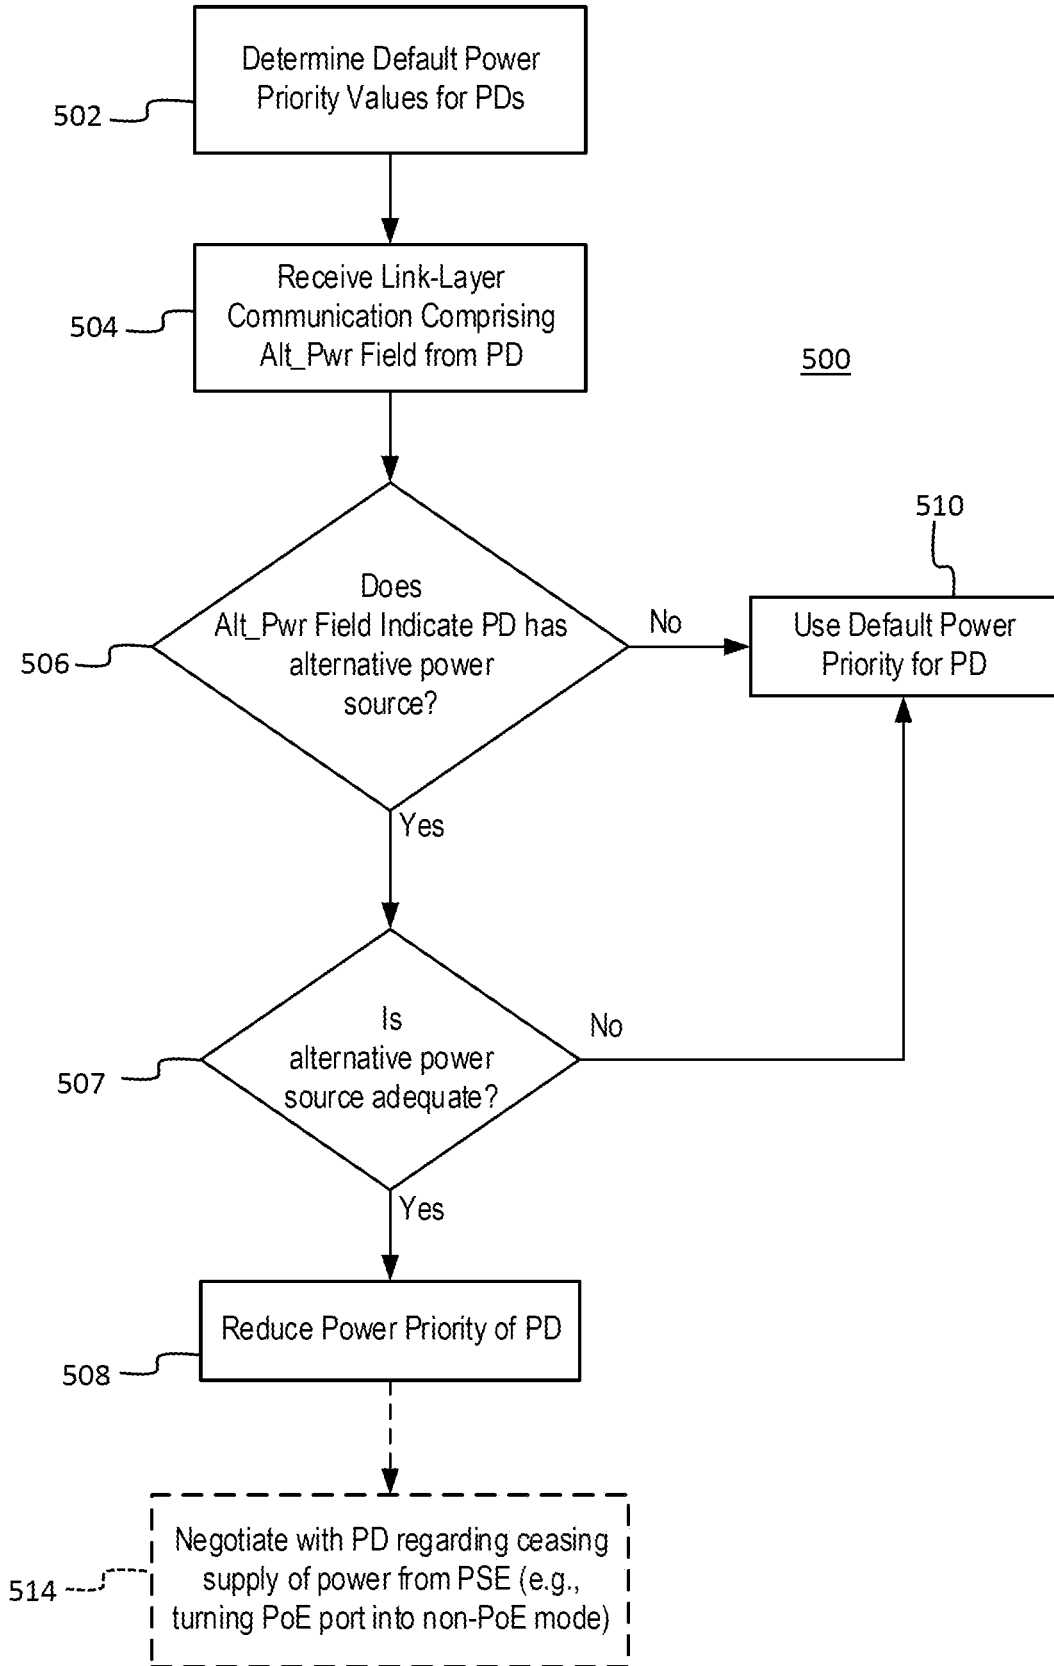 Determine Default Power
Priority Values for PDs
502
Receive Link-Layer
Communication Comprising
Alt_Pwr Field from PD
504
500
Does
Alt_Pwr Field Indicate PD has
alternative power
source?
506
No
510
Use Default Power
Priority for PD
Yes
Is
alternative power
source adequate?
507
No
Yes
Reduce Power Priority of PD
508
Negotiate with PD regarding ceasing
supply of power from PSE (e.g.,
turning PoE port into non-PoE mode)
514